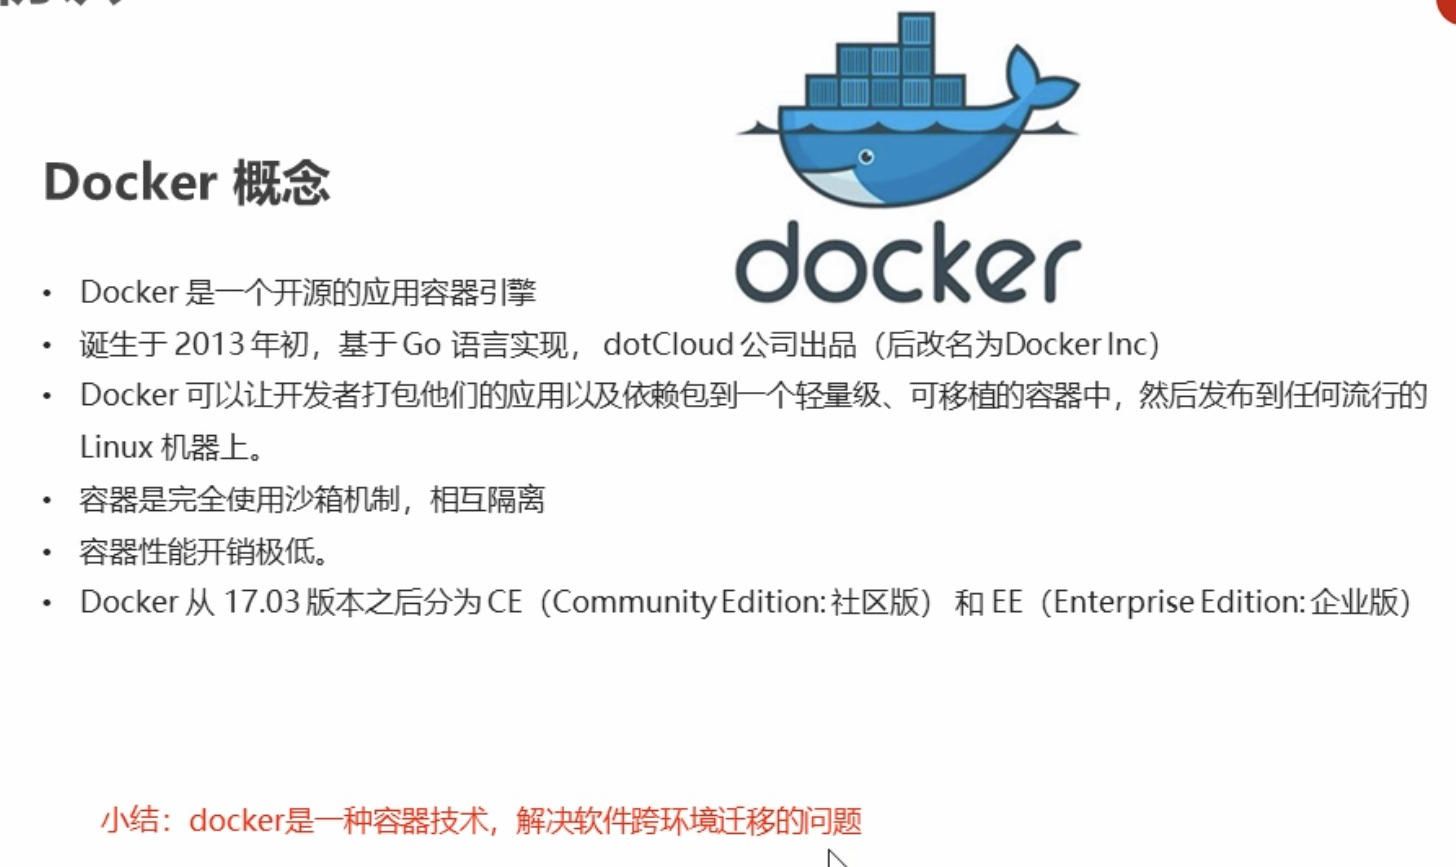 docker
Docker 概念
• Docker 是一个开源的应用容器引擎
• 诞生于 2013 年初，基于 Go 语言实现， dotCloud 公司出品（后改名为Docker Inc）
• Docker 可以让开发者打包他们的应用以及依赖包到一个轻量级、可移植的容器中，然后发布到任何流行的
Linux 机器上。
• 容器是完全使用沙箱机制，相互隔离
• 容器性能开销极低。
• Docker 从 17.03 版本之后分为 CE（Community Edition: 社区版） 和 EE（Enterprise Edition: 企业版）
小结：docker是一种容器技术，解决软件跨环境迁移的问题